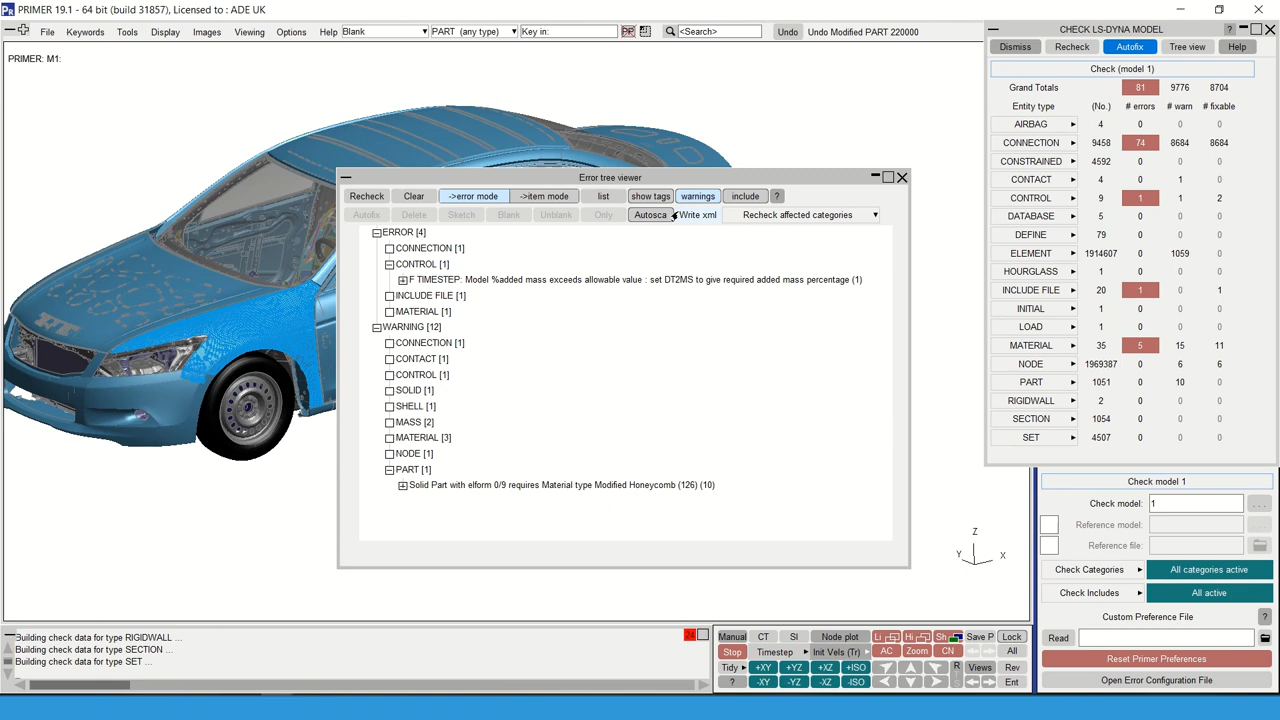 PRIMER 19.1 - 64 bit (build 31857), Licensed to : ADE UK
File Keywords Tools Display Images Viewing Options Help Blank PART (any type) Key in: <Search> Undo Undo Modified PART 220000
PRIMER: M1:
CHECK LS-DYNA MODEL ?
Dismiss Recheck Autofix Tree view Help
Check (model 1)
Grand Totals 81 9776 8704
Entity type (No.) # errors # warn # fixable
AIRBAG 4 0 0 0
CONNECTION 9458 74 8684 8684
CONSTRAINED 4592 0 0 0
CONTACT 4 0 1 0
CONTROL 9 1 1 2
DATABASE 5 0 0 0
DEFINE 79 0 0 0
ELEMENT 1914607 0 1059 0
HOURGLASS 1 0 0 0
INCLUDE FILE 20 1 0 1
INITIAL 1 0 0 0
LOAD 1 0 0 0
MATERIAL 35 5 15 11
NODE 1969387 0 6 6
PART 1051 0 10 0
RIGIDWALL 2 0 0 0
SECTION 1054 0 0 0
SET 4507 0 0 0
Error tree viewer
Recheck Clear ->error mode ->item mode list show tags warnings include ?
Autofix Delete Sketch Blank Unblank Only Autosca Write xml Recheck affected categories
ERROR [4]
CONNECTION [1]
CONTROL [1]
F TIMESTEP: Model %added mass exceeds allowable value : set DT2MS to give required added mass percentage (1)
INCLUDE FILE [1]
MATERIAL [1]
WARNING [12]
CONNECTION [1]
CONTACT [1]
CONTROL [1]
SOLID [1]
SHELL [1]
MASS [2]
MATERIAL [3]
NODE [1]
PART [1]
Solid Part with elform 0/9 requires Material type Modified Honeycomb (126) (10)
Z
Y X
Check model 1
Check model: 1 ...
Reference model: ...
Reference file:
Check Categories All categories active
Check Includes All active
Custom Preference File ?
Read
Reset Primer Preferences
Open Error Configuration File
Building check data for type RIGIDWALL ...
Building check data for type SECTION ...
Building check data for type SET ...
24
Manual CT SI Node plot Li Hi Sh Save P Lock
Stop Timestep Init Vels (Tr) AC Zoom CN All
Tidy +XY +YZ +XZ +ISO R Views Rev
? -XY -YZ -XZ -ISO T S Ent